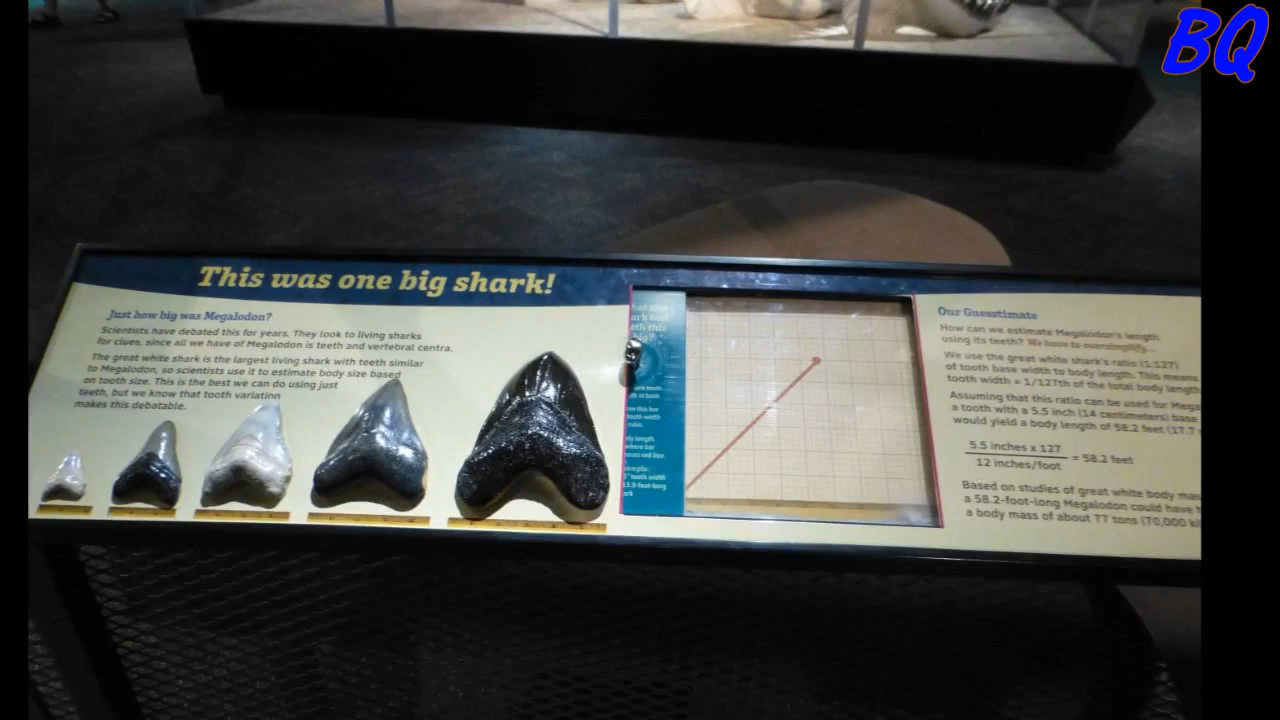 BQ
This was one big shark!
Just how big was Megalodon?
Scientists have debated this for years. They look to living sharks
for clues, since all we have of Megalodon is teeth and vertebral centra.
The great white shark is the largest living shark with teeth similar
to Megalodon, so scientists use it to estimate body size based
on tooth size. This is the best we can do using just
teeth, but we know that tooth variation
makes this debatable.
Our Guesstimate
How can we estimate Megalodon's length
using its teeth? We have to oversimplify...
We use the great white shark's ratio (1:127)
of tooth base width to body length. This means
tooth width = 1/127th of the total body length
Assuming that this ratio can be used for Mega
a tooth with a 5.5 inch (14 centimeters) base
would yield a body length of 58.2 feet (17.7
5.5 inches x 127
12 inches/foot
= 58.2 feet
Based on studies of great white body mas
a 58.2-foot-long Megalodon could have h
a body mass of about 77 tons (70,000 ki